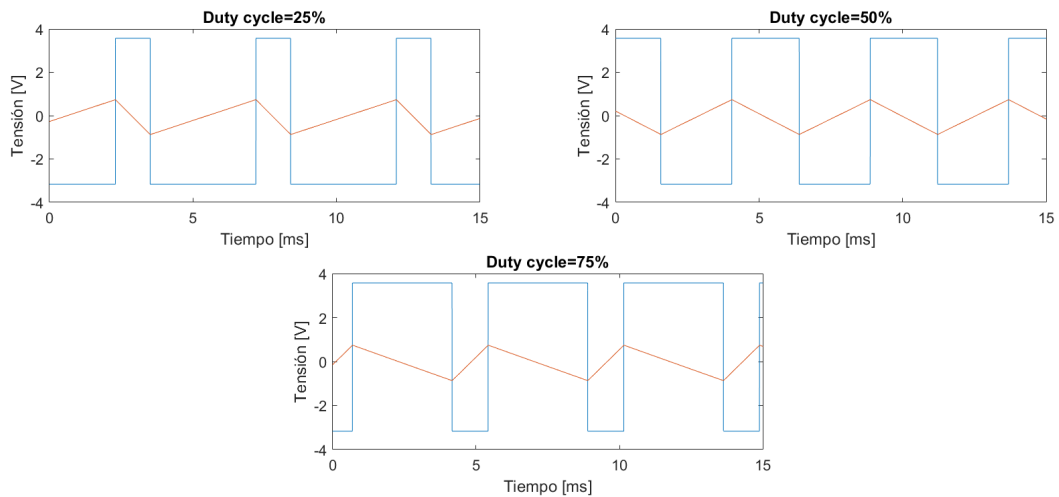 Duty cycle=25%
4
2
0
-2
-4
Tensión [V]
0 5 10 15
Tiempo [ms]
Duty cycle=50%
4
2
0
-2
-4
Tensión [V]
0 5 10 15
Tiempo [ms]
Duty cycle=75%
4
2
0
-2
-4
Tensión [V]
0 5 10 15
Tiempo [ms]